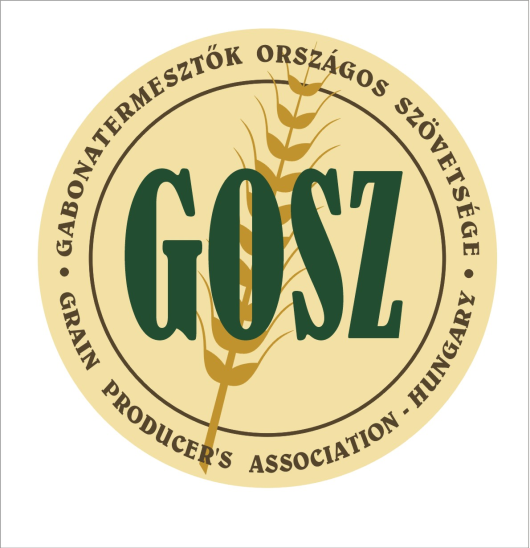 GABONATERMESZTŐK ORSZÁGOS SZÖVETSÉGE
GOSZ
GRAIN PRODUCER'S ASSOCIATION - HUNGARY